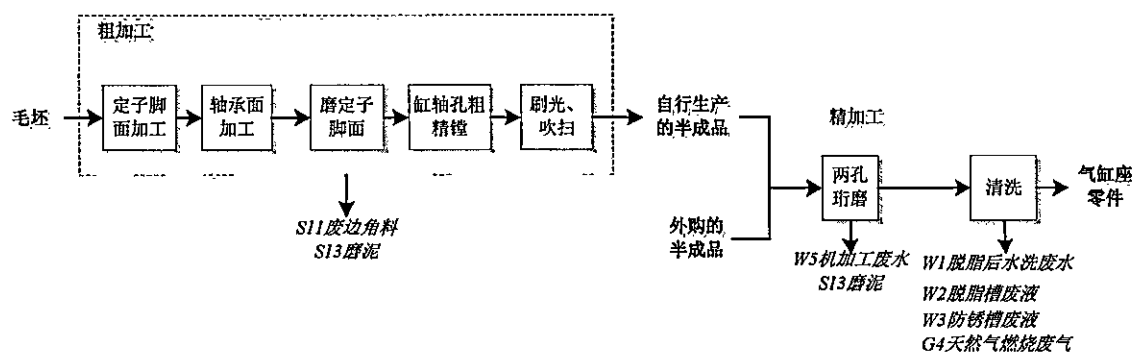 粗加工
毛坯
定子脚
面加工
轴承面
加工
磨定子
脚面
缸轴孔粗
精镗
刷光、
吹扫
自行生产
的半成品
S11废边角料
S13磨泥
外购的
半成品
精加工
两孔
珩磨
清洗
气缸座
零件
W5机加工废水
S13磨泥
W1脱脂后水洗废水
W2脱脂槽废液
W3防锈槽废液
G4天然气燃烧废气